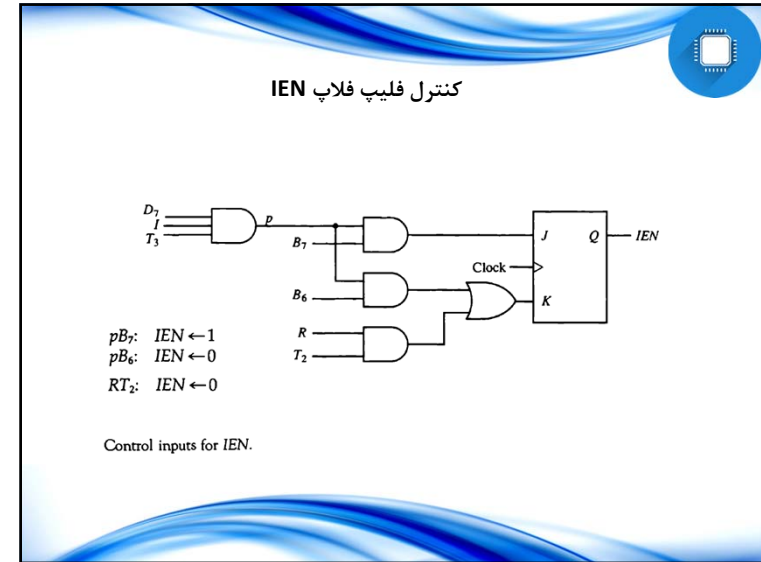 کنترل فلیپ فلاپ IEN
D₇
I
T₃
p
B₇
B₆
R
T₂
J
Q
IEN
Clock
K
pB₇: IEN ← 1
pB₆: IEN ← 0
RT₂: IEN ← 0
Control inputs for IEN.